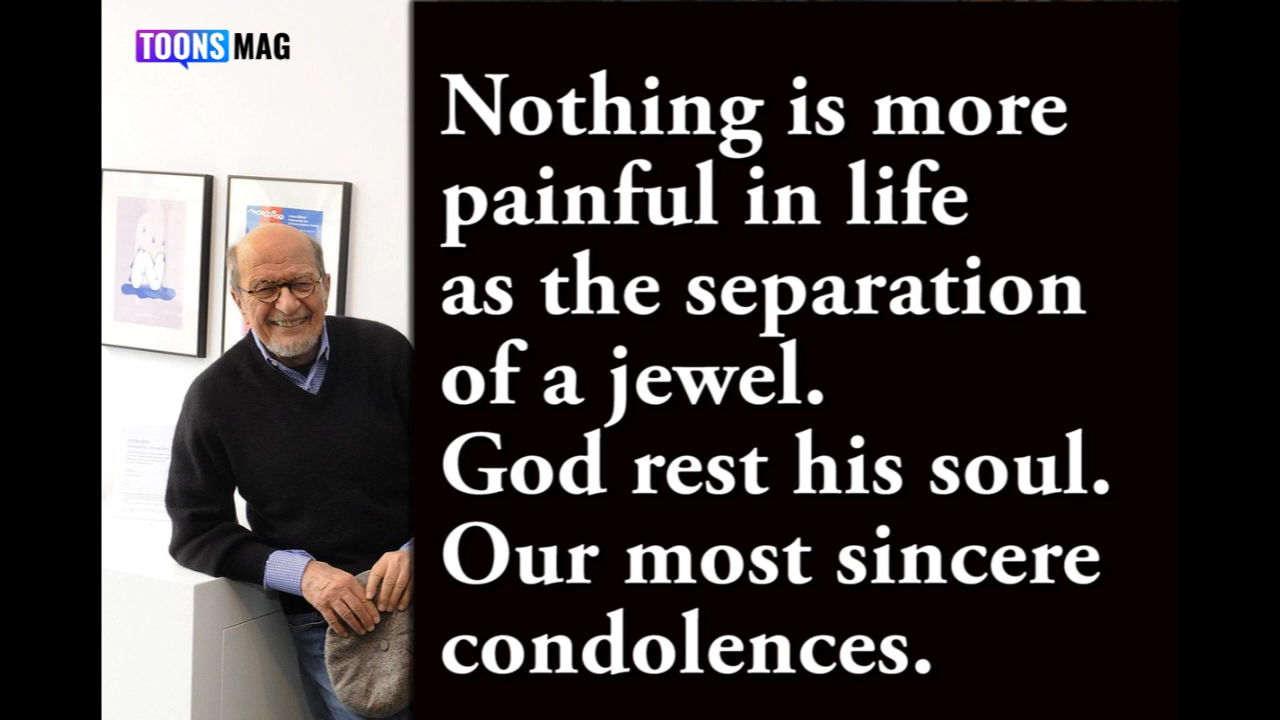 TOONS MAG
Nothing is more
painful in life
as the separation
of a jewel.
God rest his soul.
Our most sincere
condolences.